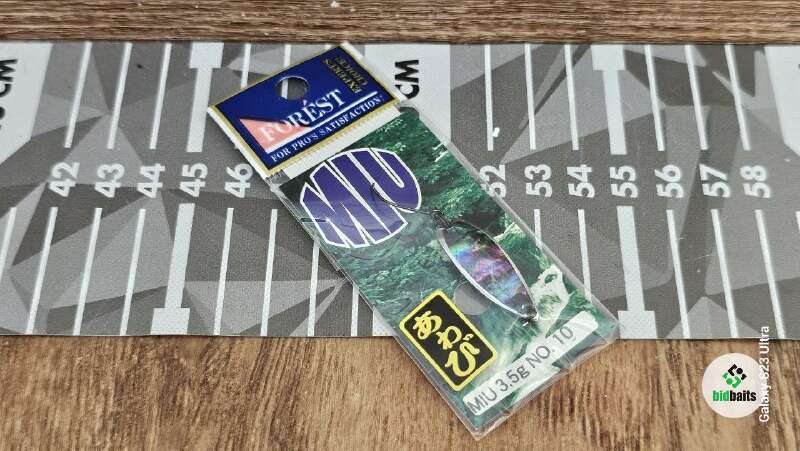 CM
CM
42
43
44
45
46
52
53
54
55
56
57
58
EXPERT'S
CHOICE!
FORÉST
FOR PRO'S SATISFACTION!
MIU
あわび
MIU 3.5g NO. 10
bidbaits
Galaxy S23 Ultra